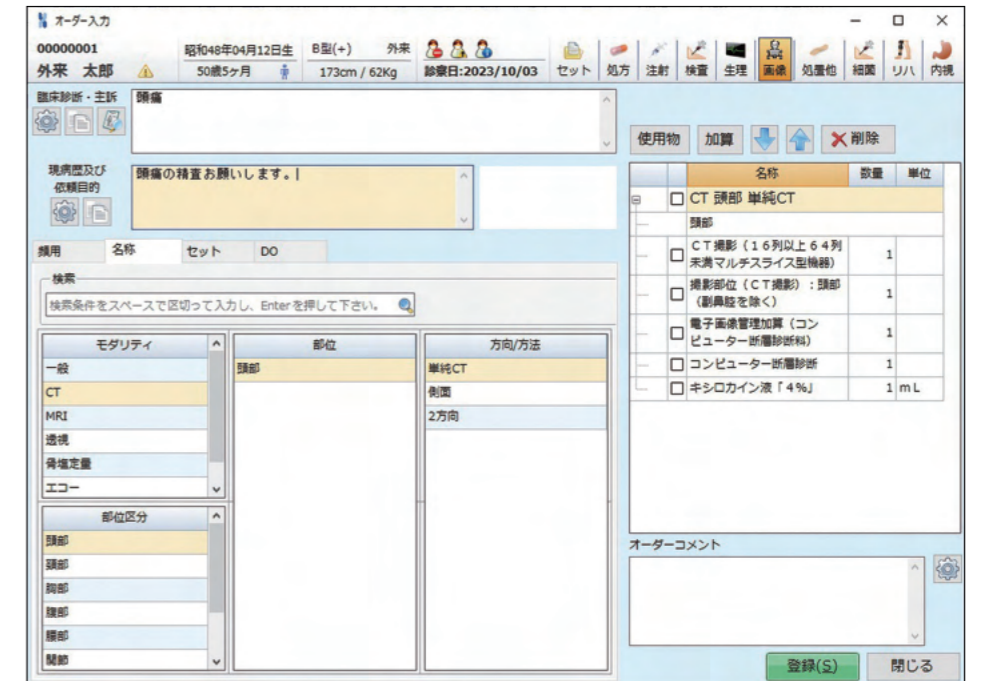 オーダー入力
00000001 昭和48年04月12日生 B型(+) 外来
外来 太郎 50歳5ヶ月 173cm / 62Kg 診察日:2023/10/03
セット 処方 注射 検査 生理 画像 処置他 細菌 リハ 内視
臨床診断・主訴
頭痛
現病歴及び
依頼目的
頭痛の精査お願いします。
頻用 名称 セット DO
検索
検索条件をスペースで区切って入力し、Enterを押して下さい。
モダリティ
一般
CT
MRI
透視
骨塩定量
エコー
部位区分
頭部
頚部
胸部
腹部
腰部
関節
部位
頭部
方向/方法
単純CT
側面
2方向
使用物 加算 削除
名称 数量 単位
CT 頭部 単純CT
頭部
CT撮影(16列以上64列
未満マルチスライス型機器) 1
撮影部位(CT撮影):頭部
(副鼻腔を除く) 1
電子画像管理加算(コン
ピューター断層診断料) 1
コンピューター断層診断 1
キシロカイン液「4%」 1 mL
オーダーコメント
登録(S) 閉じる